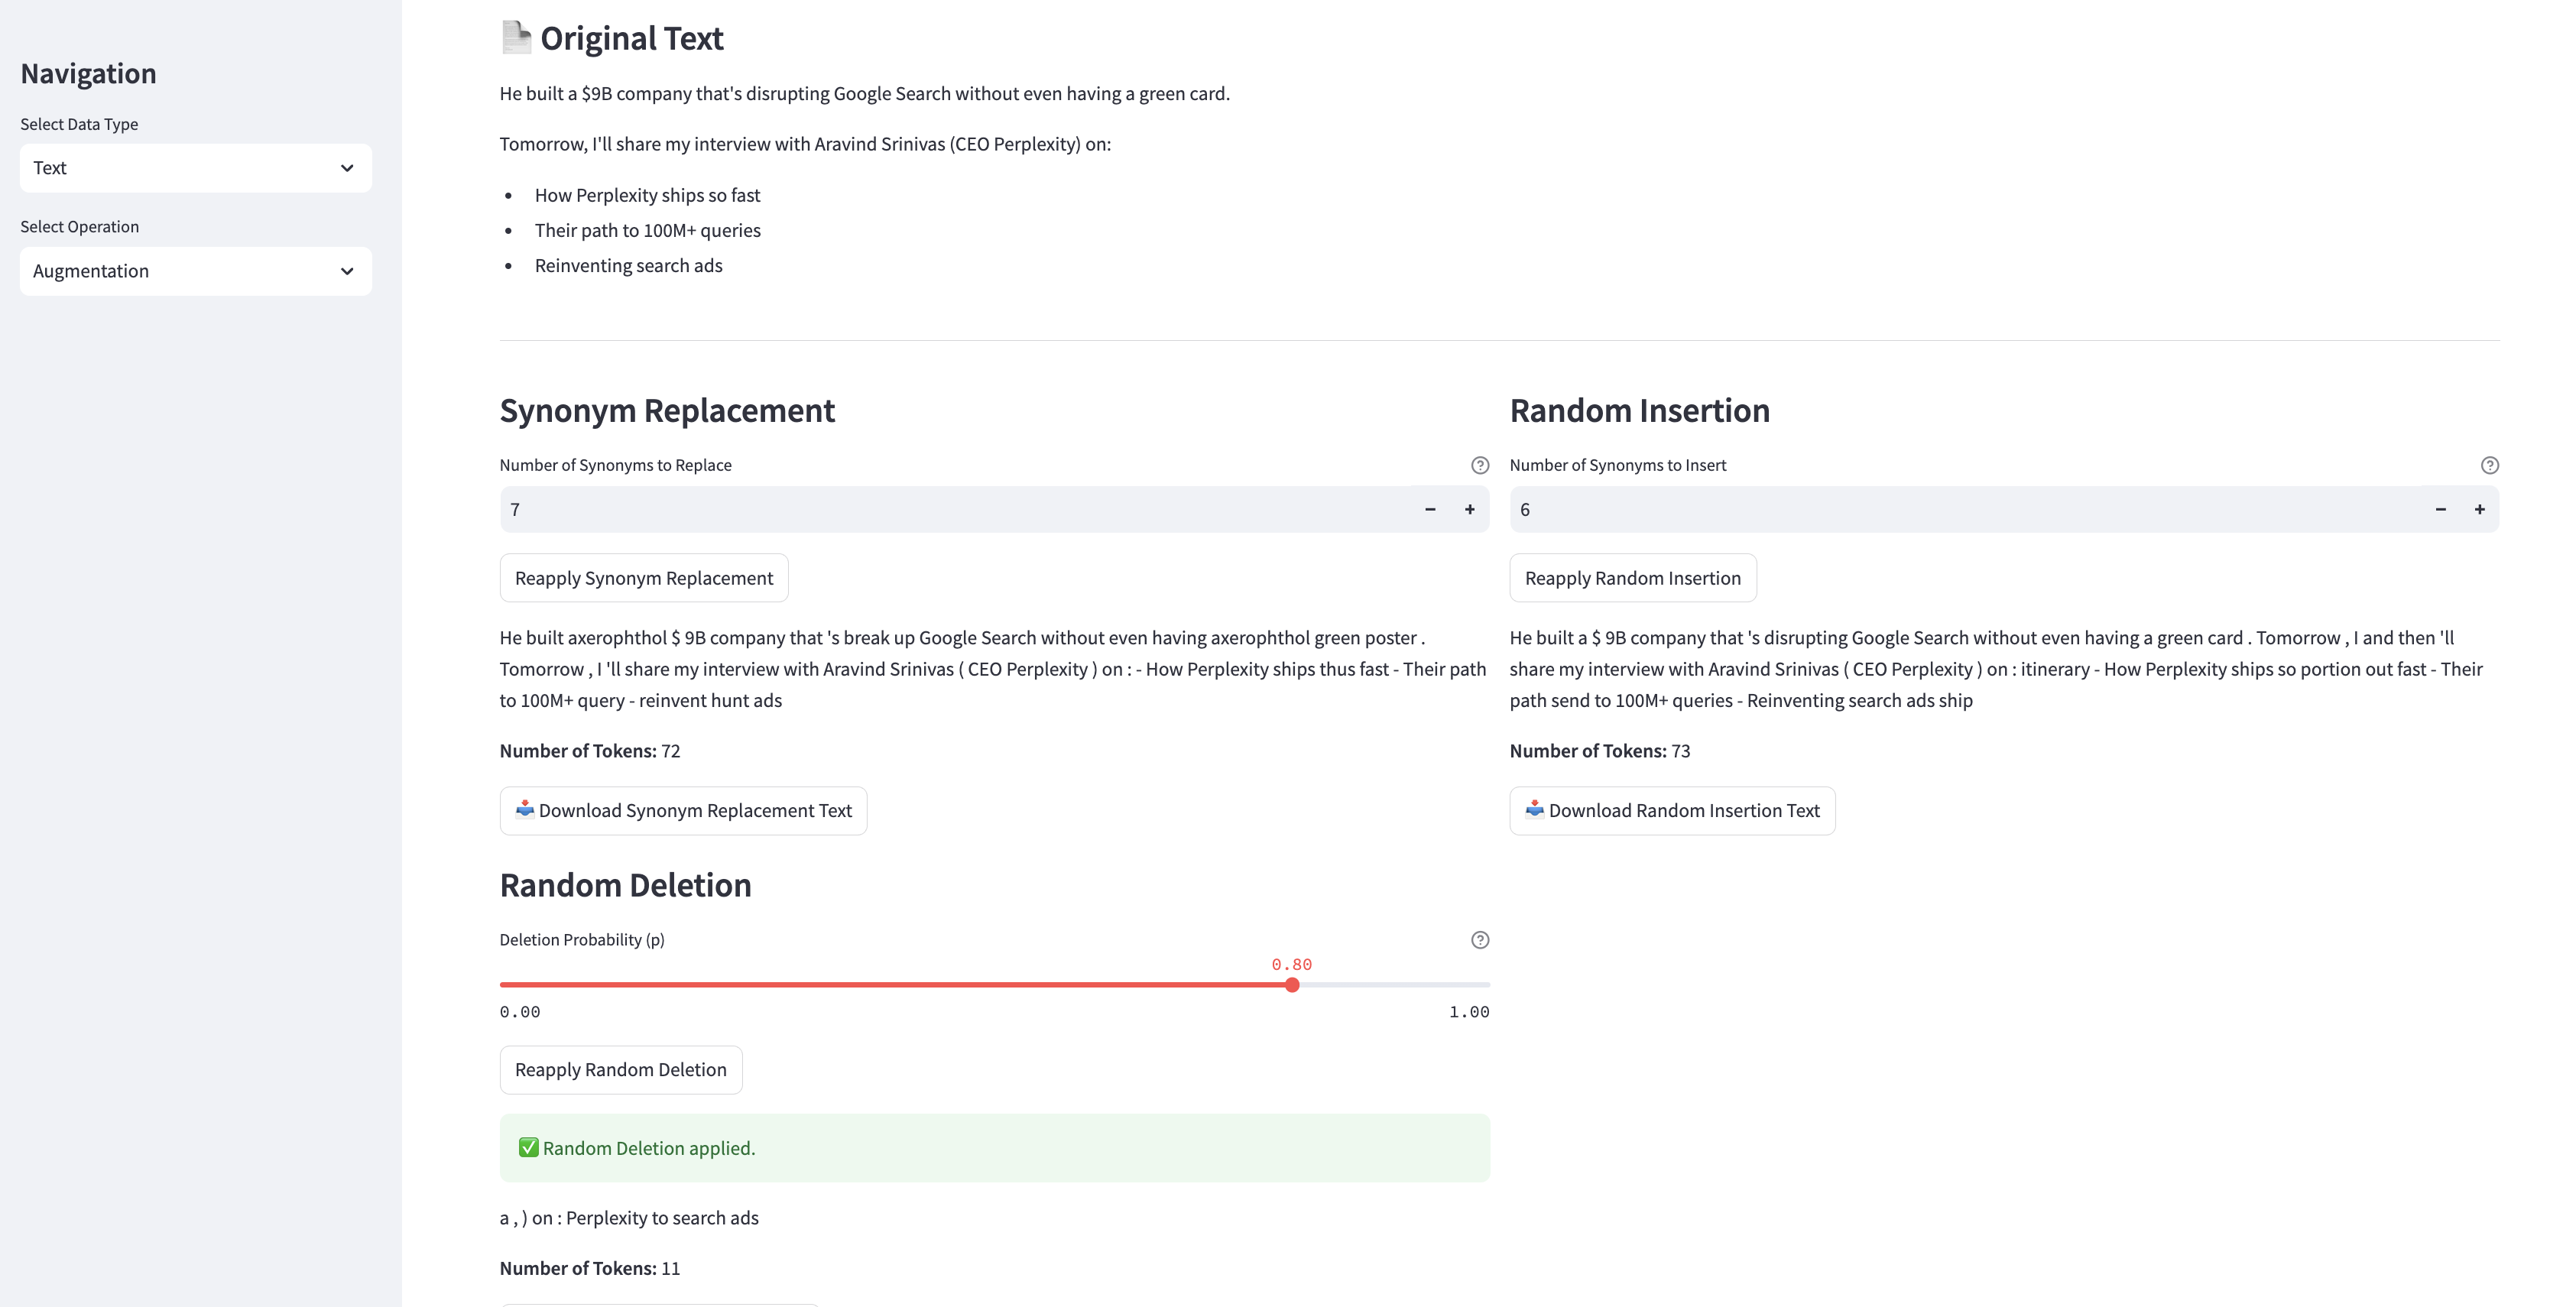 Navigation
Select Data Type
Text
Select Operation
Augmentation
📄 Original Text
He built a $9B company that's disrupting Google Search without even having a green card.
Tomorrow, I'll share my interview with Aravind Srinivas (CEO Perplexity) on:
• How Perplexity ships so fast
• Their path to 100M+ queries
• Reinventing search ads
Synonym Replacement
Number of Synonyms to Replace
7
Reapply Synonym Replacement
He built axerophthol $ 9B company that 's break up Google Search without even having axerophthol green poster .
Tomorrow , I 'll share my interview with Aravind Srinivas ( CEO Perplexity ) on : - How Perplexity ships thus fast - Their path
to 100M+ query - reinvent hunt ads
Number of Tokens: 72
📥 Download Synonym Replacement Text
Random Insertion
Number of Synonyms to Insert
6
Reapply Random Insertion
He built a $ 9B company that 's disrupting Google Search without even having a green card . Tomorrow , I and then 'll
share my interview with Aravind Srinivas ( CEO Perplexity ) on : itinerary - How Perplexity ships so portion out fast - Their
path send to 100M+ queries - Reinventing search ads ship
Number of Tokens: 73
📥 Download Random Insertion Text
Random Deletion
Deletion Probability (p)
0.80
0.00 1.00
Reapply Random Deletion
✅ Random Deletion applied.
a , ) on : Perplexity to search ads
Number of Tokens: 11